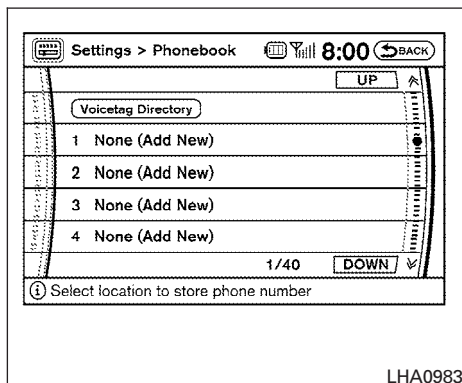 Settings > Phonebook 8:00 BACK
UP
Voicetag Directory
1 None (Add New)
2 None (Add New)
3 None (Add New)
4 None (Add New)
1/40 DOWN
i Select location to store phone number
LHA0983